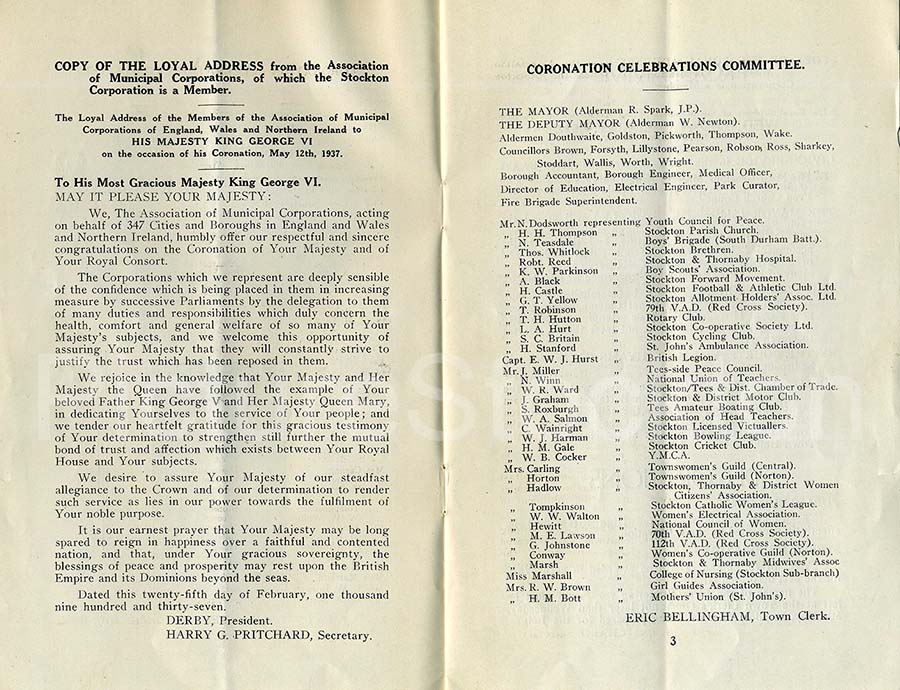 COPY OF THE LOYAL ADDRESS from the Association
of Municipal Corporations, of which the Stockton
Corporation is a Member.
The Loyal Address of the Members of the Association of Municipal
Corporations of England, Wales and Northern Ireland to
HIS MAJESTY KING GEORGE VI
on the occasion of his Coronation, May 12th, 1937.
To His Most Gracious Majesty King George VI.
MAY IT PLEASE YOUR MAJESTY:
We, The Association of Municipal Corporations, acting
on behalf of 347 Cities and Boroughs in England and Wales
and Northern Ireland, humbly offer our respectful and sincere
congratulations on the Coronation of Your Majesty and of
Your Royal Consort.
The Corporations which we represent are deeply sensible
of the confidence which is being placed in them in increasing
measure by successive Parliaments by the delegation to them
of many duties and responsibilities which duly concern the
health, comfort and general welfare of so many of Your
Majesty's subjects, and we welcome this opportunity of
assuring Your Majesty that they will constantly strive to
justify the trust which has been reposed in them.
We rejoice in the knowledge that Your Majesty and Her
Majesty the Queen have followed the example of Your
beloved Father King George V and Her Majesty Queen Mary,
in dedicating Yourselves to the service of Your people; and
we tender our heartfelt gratitude for this gracious testimony
of Your determination to strengthen still further the mutual
bond of trust and affection which exists between Your Royal
House and Your subjects.
We desire to assure Your Majesty of our steadfast
allegiance to the Crown and of our determination to render
such service as lies in our power towards the fulfilment of
Your noble purpose.
It is our earnest prayer that Your Majesty may be long
spared to reign in happiness over a faithful and contented
nation, and that, under Your gracious sovereignty, the
blessings of peace and prosperity may rest upon the British
Empire and its Dominions beyond the seas.
Dated this twenty-fifth day of February, one thousand
nine hundred and thirty-seven.
DERBY, President.
HARRY G. PRITCHARD, Secretary.
CORONATION CELEBRATIONS COMMITTEE.
THE MAYOR (Alderman R. Spark, J.P.).
THE DEPUTY MAYOR (Alderman W. Newton).
Aldermen Douthwaite, Goldston, Pickworth, Thompson, Wake.
Councillors Brown, Forsyth, Lillystone, Pearson, Robson, Ross, Sharkey,
Stoddart, Wallis, Worth, Wright.
Borough Accountant, Borough Engineer, Medical Officer,
Director of Education, Electrical Engineer, Park Curator,
Fire Brigade Superintendent.
Mr. N. Dodsworth representing Youth Council for Peace.
„ H. H. Thompson „ Stockton Parish Church.
„ N. Teasdale „ Boys' Brigade (South Durham Batt.).
„ Thos. Whitlock „ Stockton Brethren.
„ Robt. Reed „ Stockton & Thornaby Hospital.
„ K. W. Parkinson „ Boy Scouts' Association.
„ A. Black „ Stockton Forward Movement.
„ H. Castle „ Stockton Football & Athletic Club Ltd.
„ G. T. Yellow „ Stockton Allotment Holders' Assoc. Ltd.
„ T. Robinson „ 79th V.A.D. (Red Cross Society).
„ T. H. Hutton „ Rotary Club.
„ L. A. Hurt „ Stockton Co-operative Society Ltd.
„ S. C. Britain „ Stockton Cycling Club.
„ H. Stanford „ St. John's Ambulance Association.
Capt. E. W. J. Hurst „ British Legion.
Mr. J. Miller „ Tees-side Peace Council.
„ N. Winn „ National Union of Teachers.
„ W. R. Ward „ Stockton/Tees & Dist. Chamber of Trade.
„ J. Graham „ Stockton & District Motor Club.
„ S. Roxburgh „ Tees Amateur Boating Club.
„ W. A. Salmon „ Association of Head Teachers.
„ C. Wainright „ Stockton Licensed Victuallers.
„ W. J. Harman „ Stockton Bowling League.
„ H. M. Gale „ Stockton Cricket Club.
„ W. B. Cocker „ Y.M.C.A.
Mrs. Carling „ Townswomen's Guild (Central).
„ Horton „ Townswomen's Guild (Norton).
„ Hadlow „ Stockton, Thornaby & District Women
Citizens' Association.
„ Tompkinson „ Stockton Catholic Women's League.
„ W. W. Walton „ Women's Electrical Association.
„ Hewitt „ National Council of Women.
„ M. E. Lawson „ 70th V.A.D. (Red Cross Society).
„ G. Johnstone „ 112th V.A.D. (Red Cross Society).
„ Conway „ Women's Co-operative Guild (Norton).
„ Marsh „ Stockton & Thornaby Midwives' Assoc
Miss Marshall „ College of Nursing (Stockton Sub-branch)
Mrs. R. W. Brown „ Girl Guides Association.
„ H. M. Bott „ Mothers' Union (St. John's).
ERIC BELLINGHAM, Town Clerk.
3